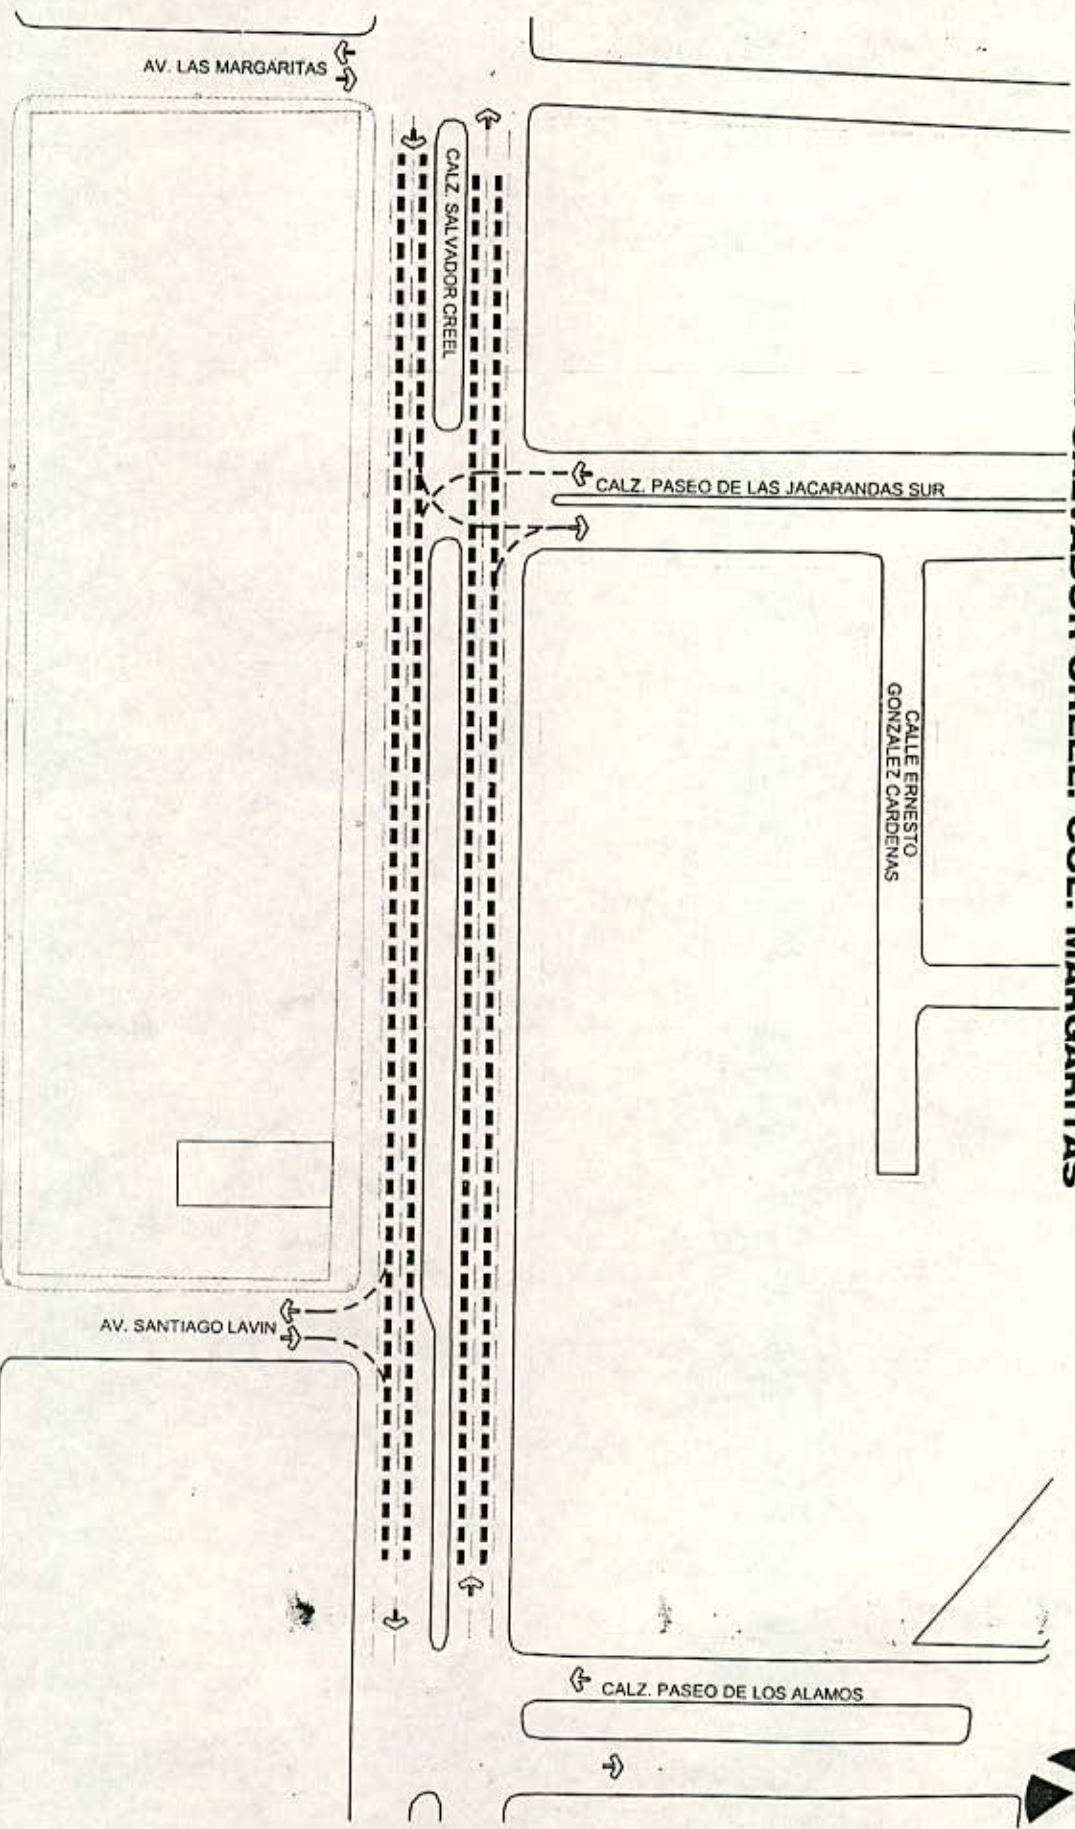 AV. LAS MARGARITAS
CALZ. SALVADOR CREEL
CALZ. PASEO DE LAS JACARANDAS SUR
CALLE ERNESTO
GONZALEZ CARDENAS
MARGARITAS
AV. SANTIAGO LAVIN
CALZ. PASEO DE LOS ALAMOS